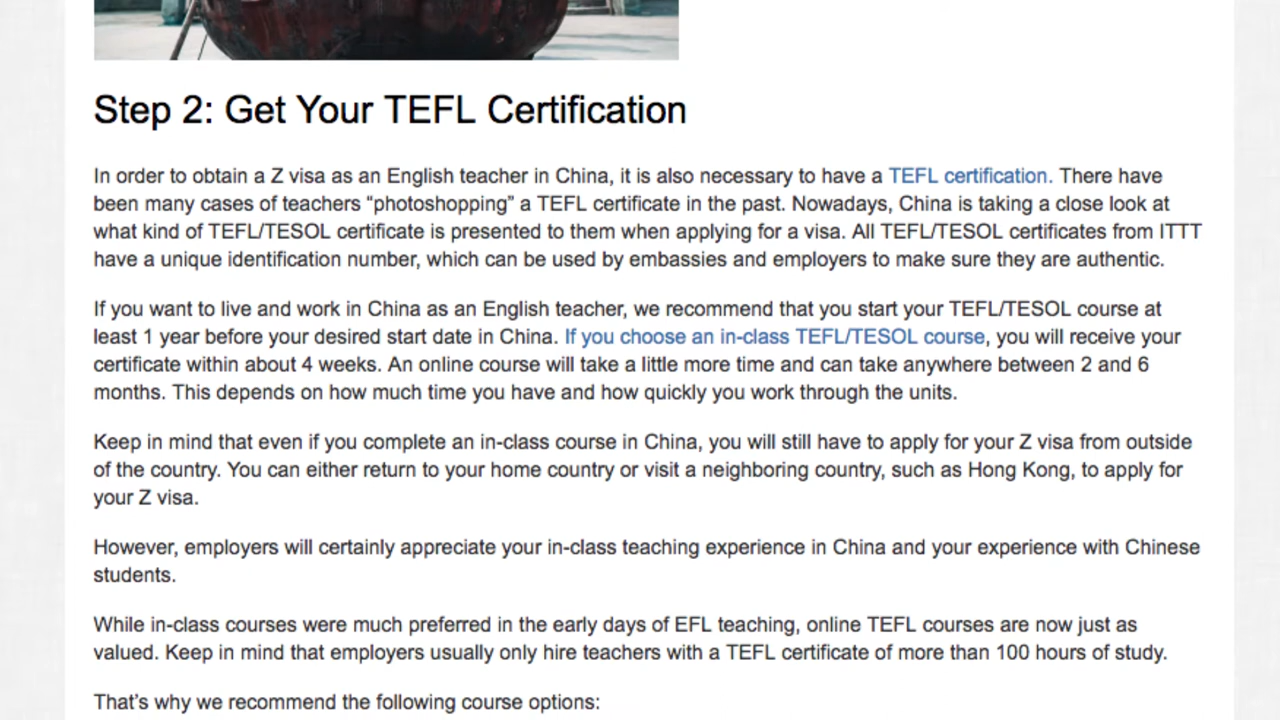 Step 2: Get Your TEFL Certification
In order to obtain a Z visa as an English teacher in China, it is also necessary to have a TEFL certification. There have
been many cases of teachers “photoshopping” a TEFL certificate in the past. Nowadays, China is taking a close look at
what kind of TEFL/TESOL certificate is presented to them when applying for a visa. All TEFL/TESOL certificates from ITTT
have a unique identification number, which can be used by embassies and employers to make sure they are authentic.
If you want to live and work in China as an English teacher, we recommend that you start your TEFL/TESOL course at
least 1 year before your desired start date in China. If you choose an in-class TEFL/TESOL course, you will receive your
certificate within about 4 weeks. An online course will take a little more time and can take anywhere between 2 and 6
months. This depends on how much time you have and how quickly you work through the units.
Keep in mind that even if you complete an in-class course in China, you will still have to apply for your Z visa from outside
of the country. You can either return to your home country or visit a neighboring country, such as Hong Kong, to apply for
your Z visa.
However, employers will certainly appreciate your in-class teaching experience in China and your experience with Chinese
students.
While in-class courses were much preferred in the early days of EFL teaching, online TEFL courses are now just as
valued. Keep in mind that employers usually only hire teachers with a TEFL certificate of more than 100 hours of study.
That’s why we recommend the following course options: